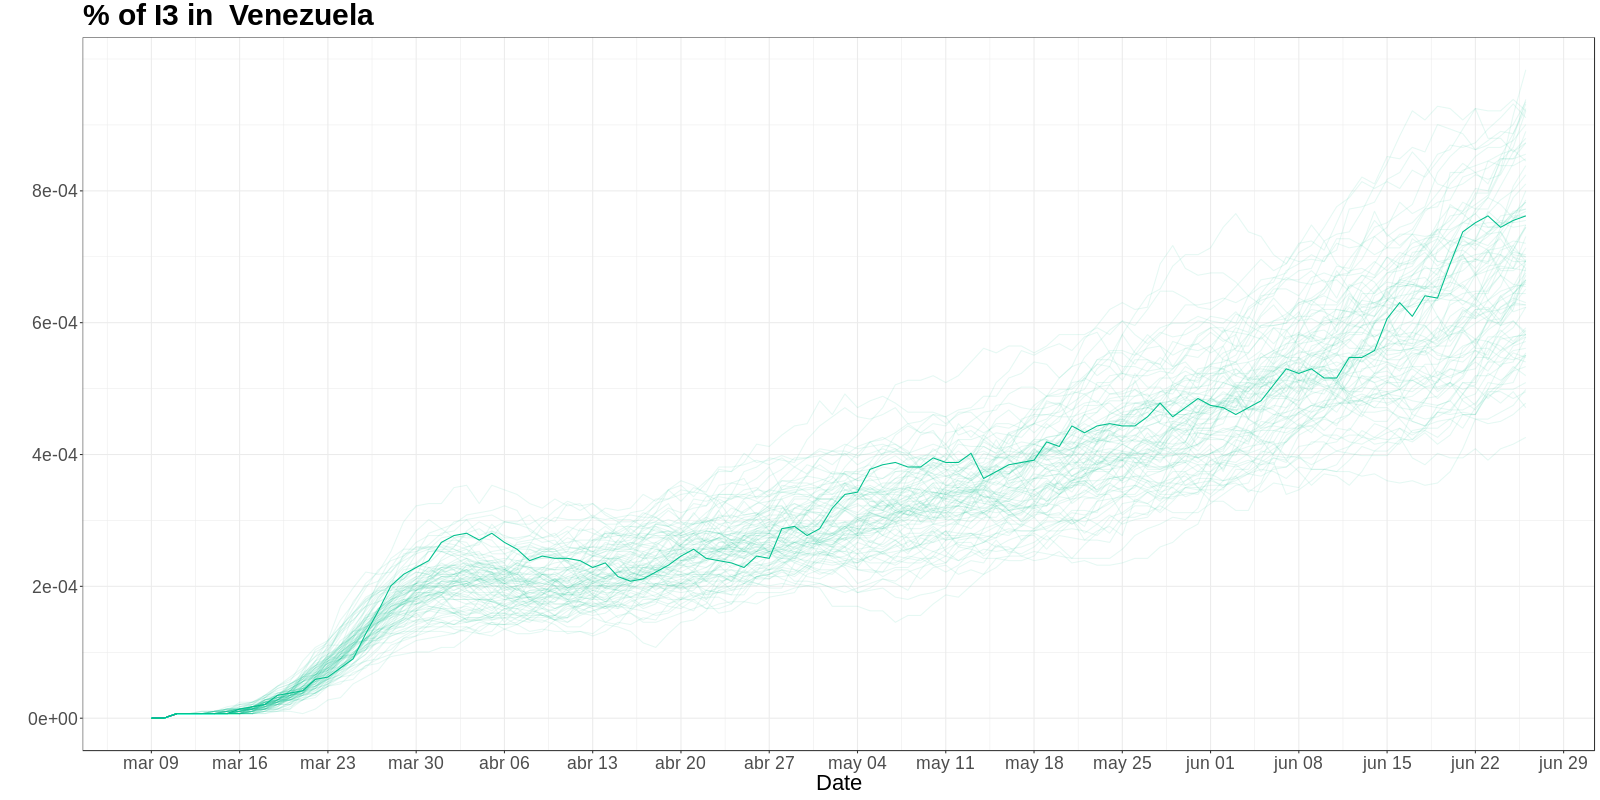 % of I3 in  Venezuela
8e-04
6e-04
4e-04
2e-04
0e+00
mar 09 mar 16 mar 23 mar 30 abr 06 abr 13 abr 20 abr 27 may 04 may 11 may 18 may 25 jun 01 jun 08 jun 15 jun 22 jun 29
Date